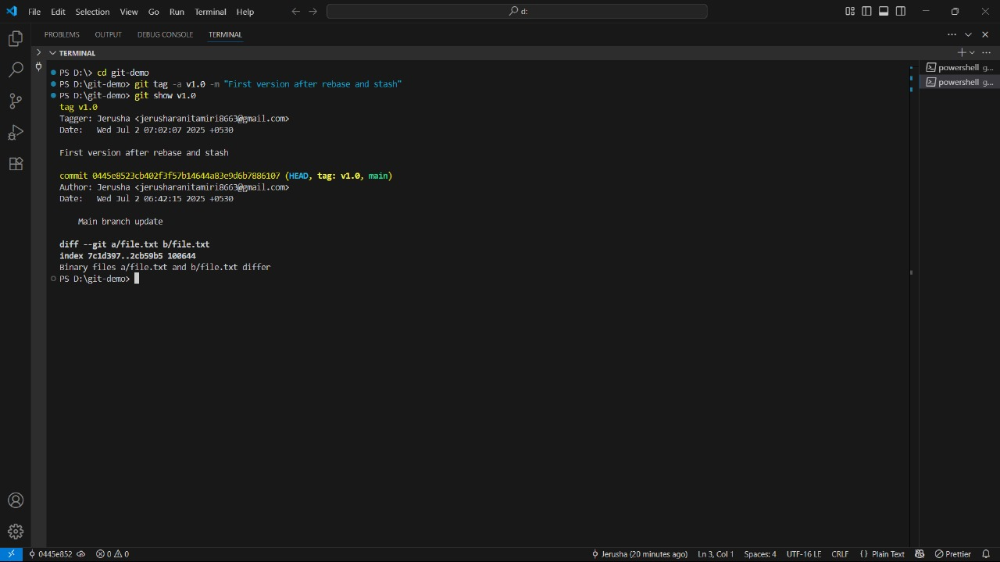 File Edit Selection View Go Run Terminal Help
d:
PROBLEMS OUTPUT DEBUG CONSOLE TERMINAL
TERMINAL
PS D:\> cd git-demo
PS D:\git-demo> git tag -a v1.0 -m "First version after rebase and stash"
PS D:\git-demo> git show v1.0
tag v1.0
Tagger: Jerusha <jerusharanitamiri8663@gmail.com>
Date:   Wed Jul 2 07:02:07 2025 +0530
First version after rebase and stash
commit 0445e8523cb402f3f57b14644a83e9d6b7886107 (HEAD, tag: v1.0, main)
Author: Jerusha <jerusharanitamiri8663@gmail.com>
Date:   Wed Jul 2 06:42:15 2025 +0530
Main branch update
diff --git a/file.txt b/file.txt
index 7c1d397..2cb59b5 100644
Binary files a/file.txt and b/file.txt differ
PS D:\git-demo>
powershell g...
powershell g...
0445e852 0 0 Jerusha (20 minutes ago) Ln 3, Col 1 Spaces: 4 UTF-16 LE CRLF {} Plain Text Prettier